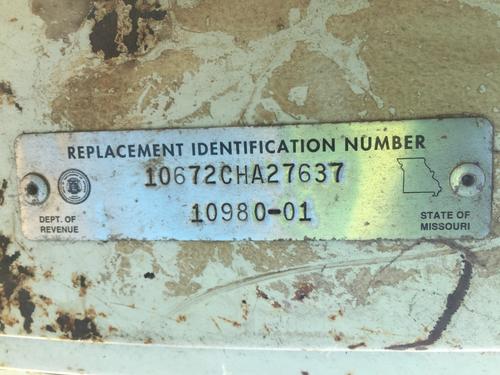 REPLACEMENT IDENTIFICATION NUMBER
10672CHA27637
10980-01
DEPT. OF
REVENUE
STATE OF
MISSOURI